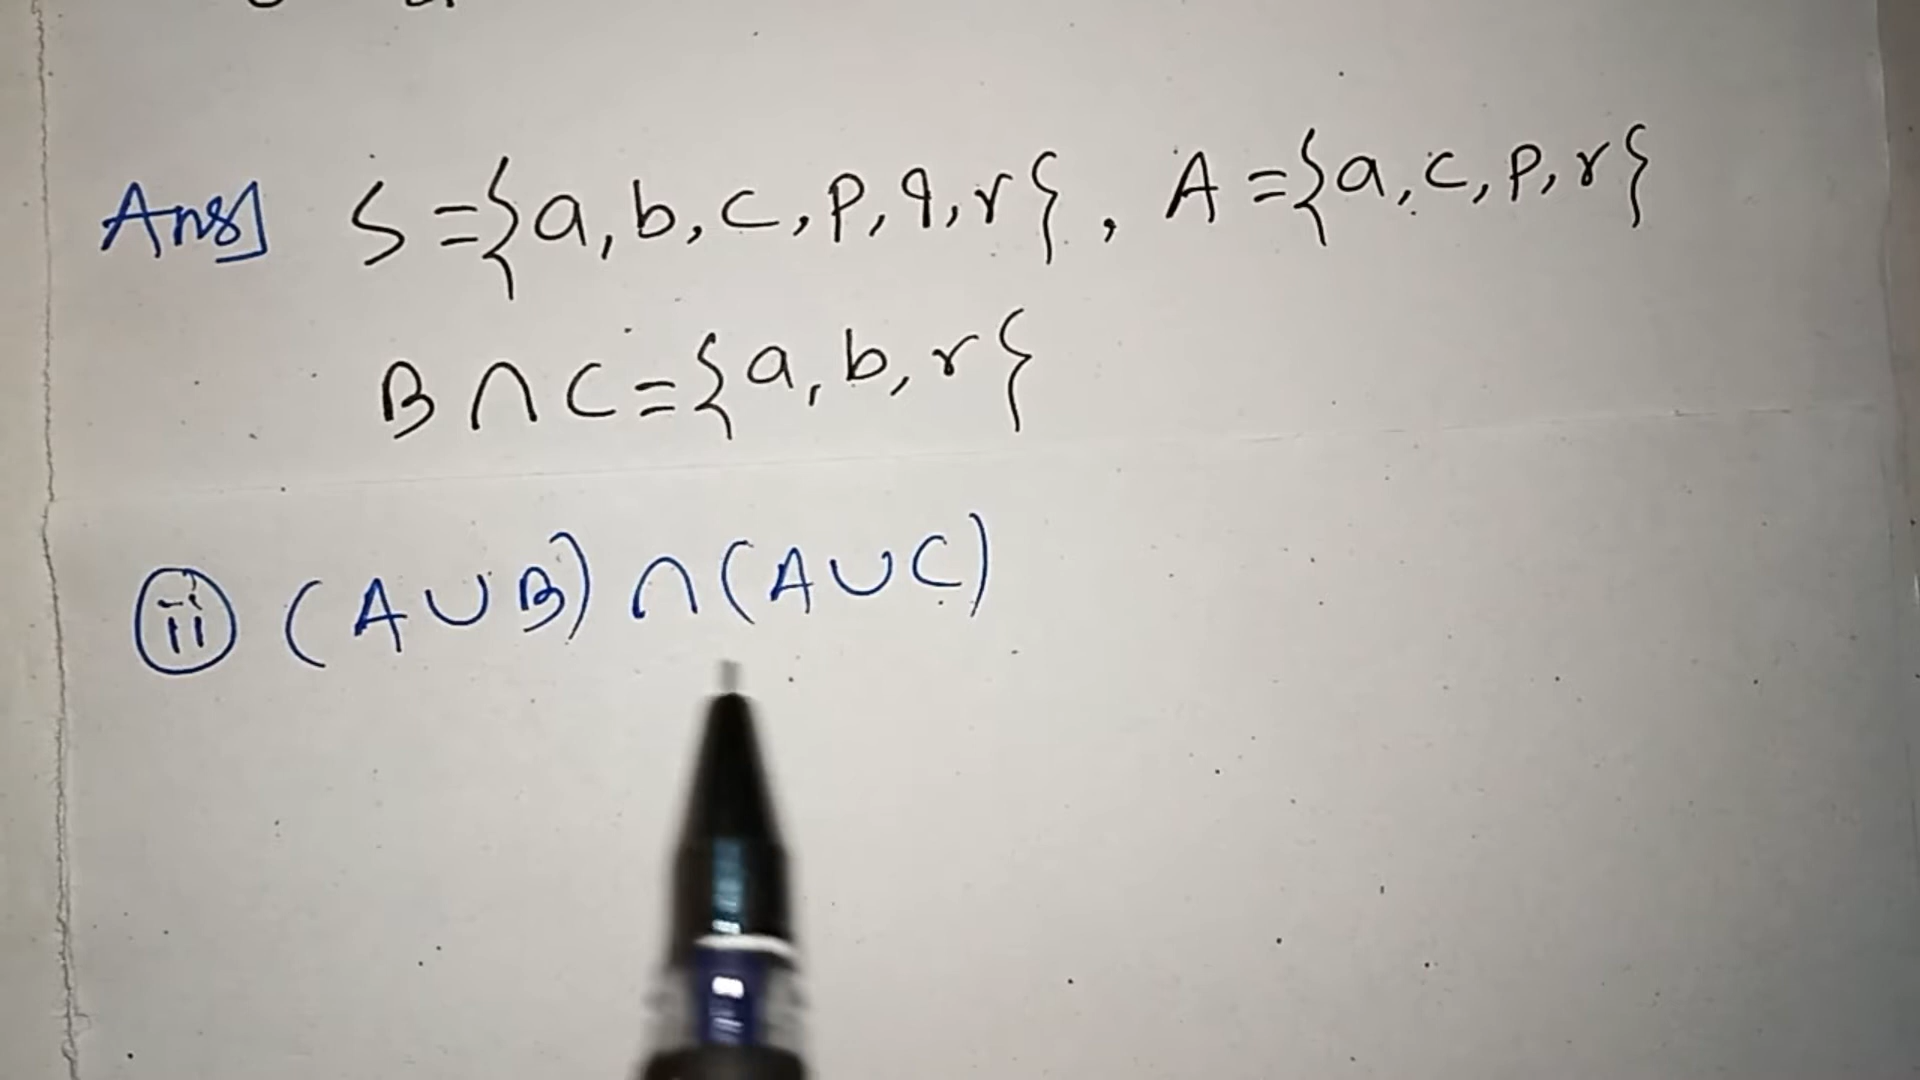 Ans] S = {a, b, c, p, q, r}, A = {a, c, p, r}
B ∩ C = {a, b, r}
(ii) (A ∪ B) ∩ (A ∪ C)